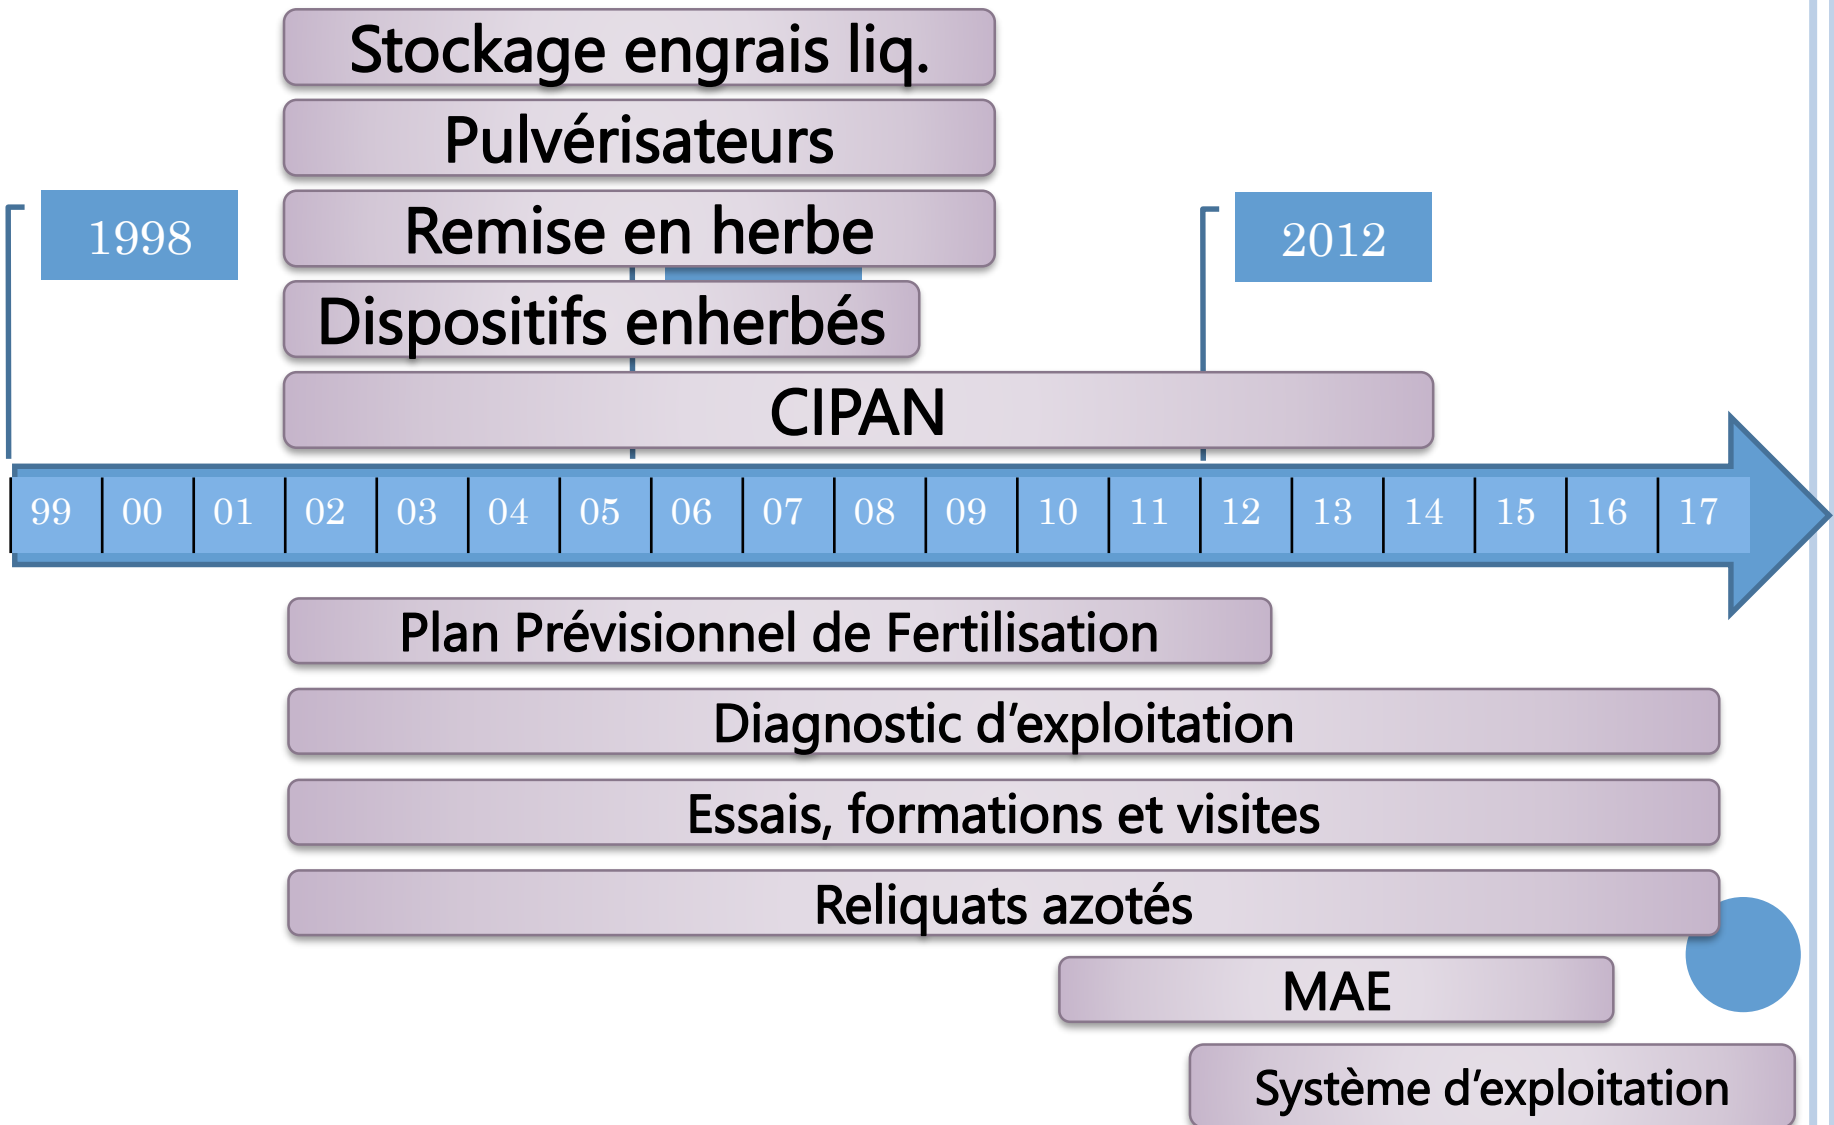 Stockage engrais liq.
Pulvérisateurs
Remise en herbe
1998
2012
Dispositifs enherbés
CIPAN
99 00 01 02 03 04 05 06 07 08 09 10 11 12 13 14 15 16 17
Plan Prévisionnel de Fertilisation
Diagnostic d’exploitation
Essais, formations et visites
Reliquats azotés
MAE
Système d’exploitation